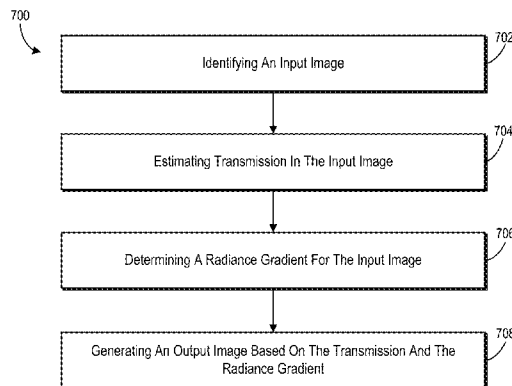 700
702
Identifying An Input Image
704
Estimating Transmission In The Input Image
706
Determining A Radiance Gradient For The Input Image
708
Generating An Output Image Based On The Transmission And The
Radiance Gradient